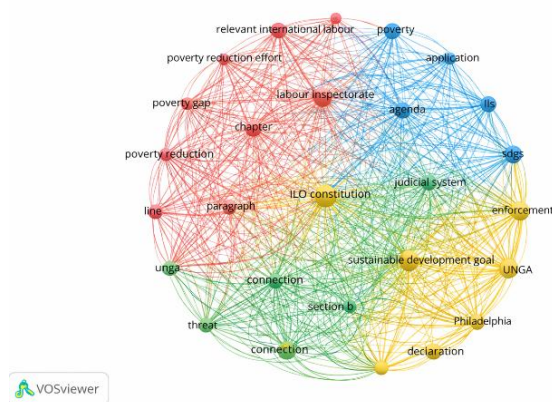 relevant international labour
poverty
poverty reduction effort
application
labour inspectorate
poverty gap
agenda
lls
chapter
poverty reduction
sdgs
judicial system
ILO constitution
line
paragraph
enforcement
unga
sustainable development goal
UNGA
connection
section b
threat
Philadelphia
connection
declaration
VOSviewer